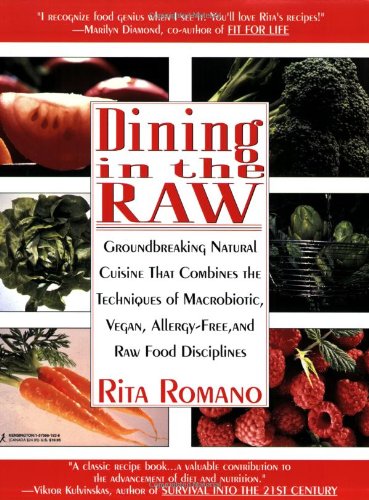 "I recognize food genius when I see it. You'll love Rita's recipes!"
—Marilyn Diamond, co-author of FIT FOR LIFE
Dining
in the
RAW
Groundbreaking Natural
Cuisine That Combines the
Techniques of Macrobiotic,
Vegan, Allergy-Free, and
Raw Food Disciplines
Rita Romano
"A classic recipe book...a valuable contribution to
the advancement of diet and nutrition."
—Viktor Kulvinskas, author of SURVIVAL INTO THE 21ST CENTURY